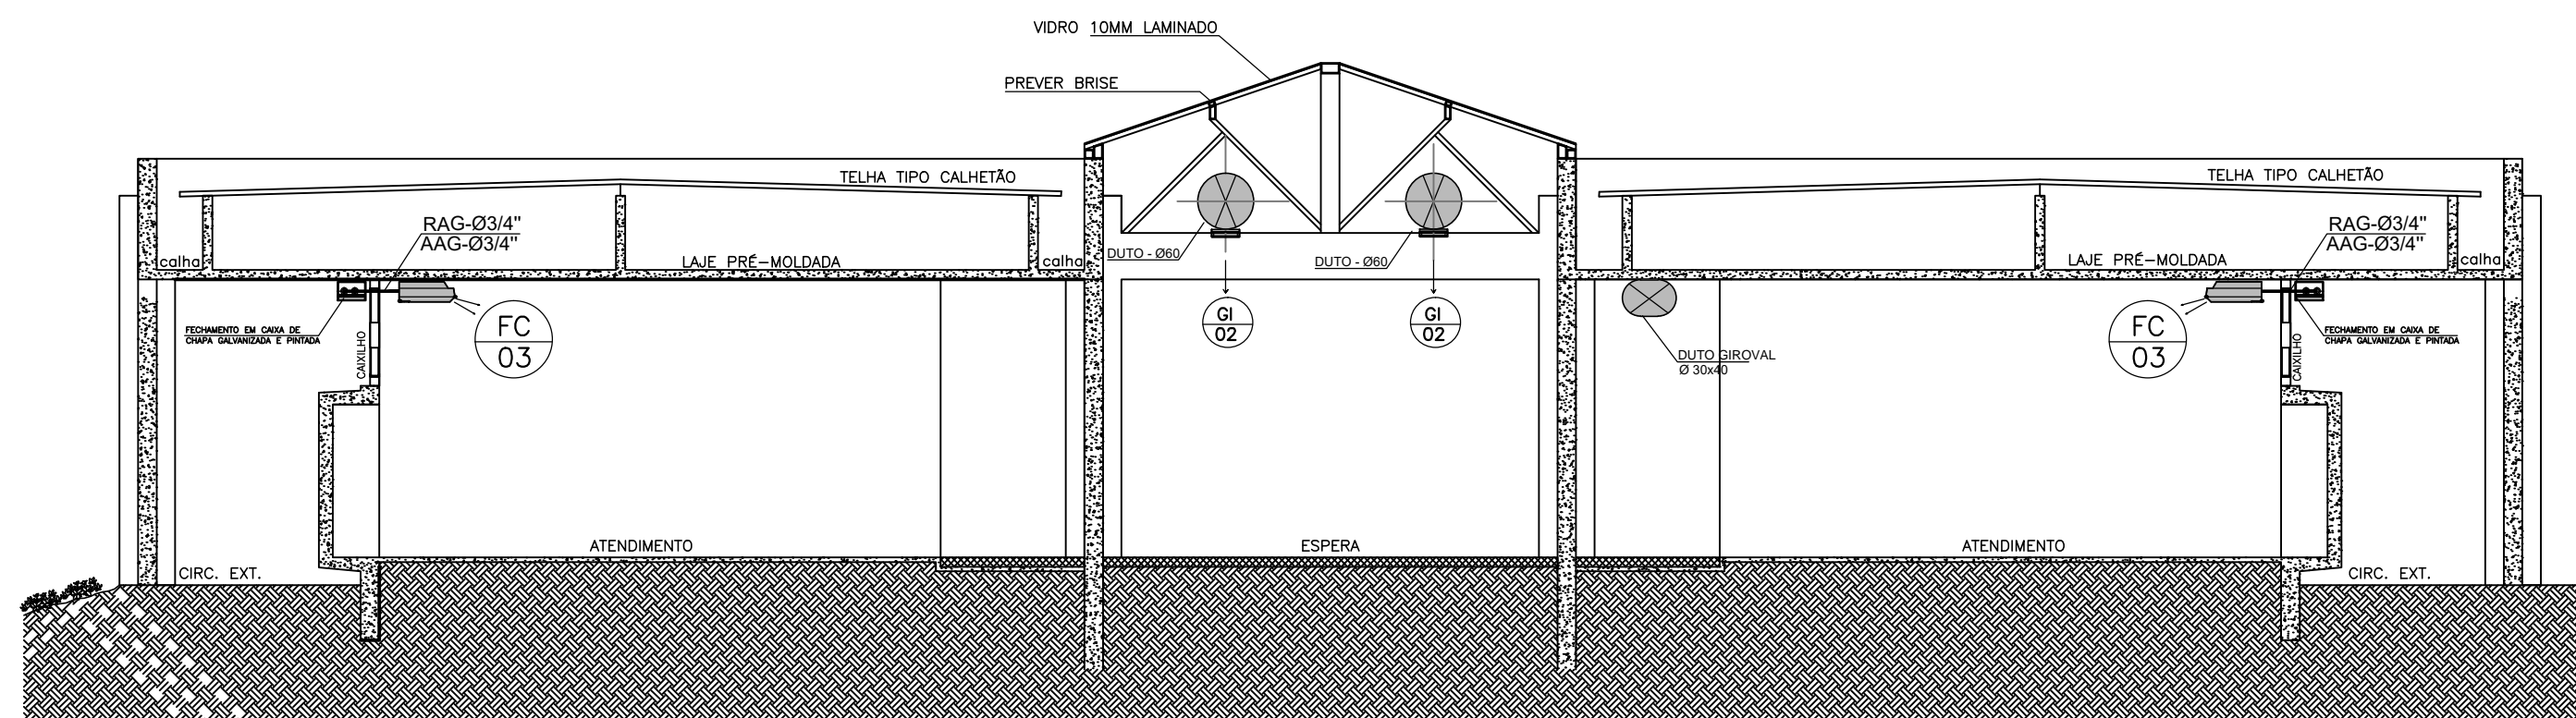 VIDRO 10MM LAMINADO
PREVER BRISE
TELHA TIPO CALHETÃO
TELHA TIPO CALHETÃO
RAG-Ø3/4"
AAG-Ø3/4"
RAG-Ø3/4"
AAG-Ø3/4"
calha
LAJE PRÉ-MOLDADA
calha
DUTO - Ø60
DUTO - Ø60
LAJE PRÉ-MOLDADA
calha
FECHAMENTO EM CAIXA DE
CHAPA GALVANIZADA E PINTADA
CAIXILHO
FC
03
GI
02
GI
02
DUTO GIROVAL
Ø 30x40
FC
03
CAIXILHO
FECHAMENTO EM CAIXA DE
CHAPA GALVANIZADA E PINTADA
ATENDIMENTO
ESPERA
ATENDIMENTO
CIRC. EXT.
CIRC. EXT.